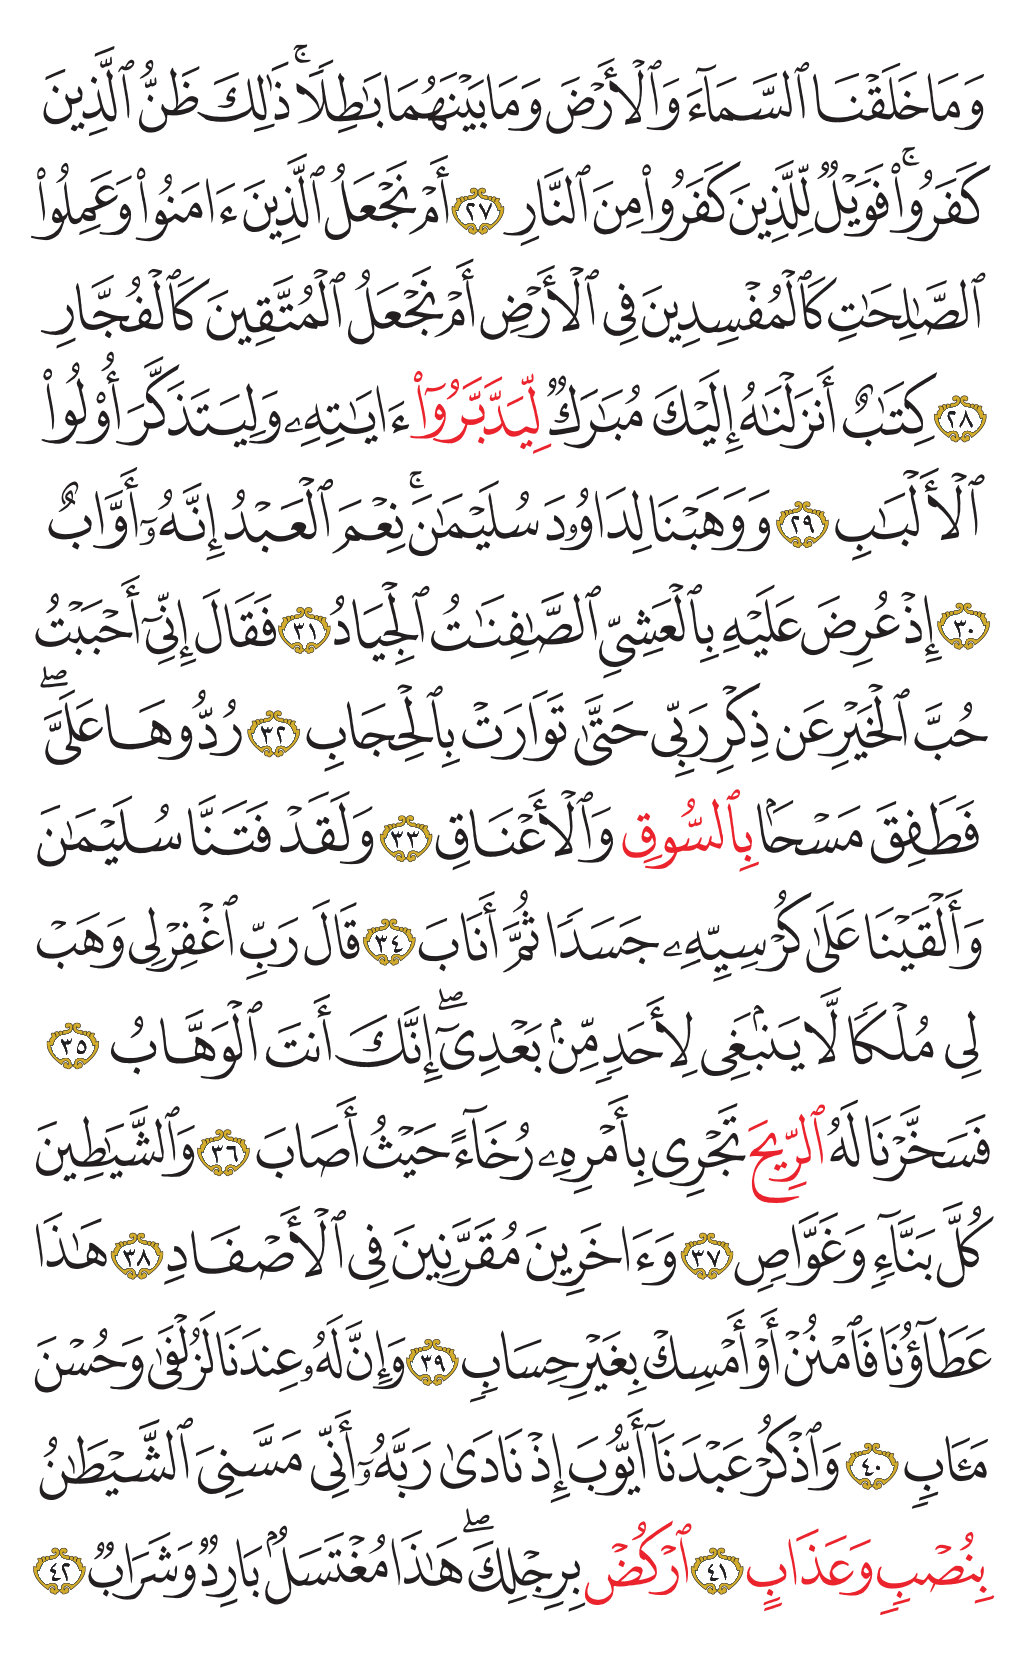 وَمَا خَلَقْنَا ٱلسَّمَآءَ وَٱلْأَرْضَ وَمَا بَيْنَهُمَا بَٰطِلًا ۚ ذَٰلِكَ ظَنُّ ٱلَّذِينَ
كَفَرُوا۟ ۚ فَوَيْلٌ لِّلَّذِينَ كَفَرُوا۟ مِنَ ٱلنَّارِ ٢٧ أَمْ نَجْعَلُ ٱلَّذِينَ ءَامَنُوا۟ وَعَمِلُوا۟
ٱلصَّٰلِحَٰتِ كَٱلْمُفْسِدِينَ فِى ٱلْأَرْضِ أَمْ نَجْعَلُ ٱلْمُتَّقِينَ كَٱلْفُجَّارِ
٢٨ كِتَٰبٌ أَنزَلْنَٰهُ إِلَيْكَ مُبَٰرَكٌ لِّيَدَّبَّرُوٓا۟ ءَايَٰتِهِۦ وَلِيَتَذَكَّرَ أُو۟لُوا۟
ٱلْأَلْبَٰبِ ٢٩ وَوَهَبْنَا لِدَاوُۥدَ سُلَيْمَٰنَ ۚ نِعْمَ ٱلْعَبْدُ إِنَّهُۥٓ أَوَّابٌ
٣٠ إِذْ عُرِضَ عَلَيْهِ بِٱلْعَشِىِّ ٱلصَّٰفِنَٰتُ ٱلْجِيَادُ ٣١ فَقَالَ إِنِّىٓ أَحْبَبْتُ
حُبَّ ٱلْخَيْرِ عَن ذِكْرِ رَبِّى حَتَّىٰ تَوَارَتْ بِٱلْحِجَابِ ٣٢ رُدُّوهَا عَلَىَّ ۖ
فَطَفِقَ مَسْحًۢا بِٱلسُّوقِ وَٱلْأَعْنَاقِ ٣٣ وَلَقَدْ فَتَنَّا سُلَيْمَٰنَ
وَأَلْقَيْنَا عَلَىٰ كُرْسِيِّهِۦ جَسَدًا ثُمَّ أَنَابَ ٣٤ قَالَ رَبِّ ٱغْفِرْ لِى وَهَبْ
لِى مُلْكًا لَّا يَنۢبَغِى لِأَحَدٍ مِّنۢ بَعْدِىٓ ۖ إِنَّكَ أَنتَ ٱلْوَهَّابُ ٣٥
فَسَخَّرْنَا لَهُ ٱلرِّيحَ تَجْرِى بِأَمْرِهِۦ رُخَآءً حَيْثُ أَصَابَ ٣٦ وَٱلشَّيَٰطِينَ
كُلَّ بَنَّآءٍ وَغَوَّاصٍ ٣٧ وَءَاخَرِينَ مُقَرَّنِينَ فِى ٱلْأَصْفَادِ ٣٨ هَٰذَا
عَطَآؤُنَا فَٱمْنُنْ أَوْ أَمْسِكْ بِغَيْرِ حِسَابٍ ٣٩ وَإِنَّ لَهُۥ عِندَنَا لَزُلْفَىٰ وَحُسْنَ
مَـَٔابٍ ٤٠ وَٱذْكُرْ عَبْدَنَآ أَيُّوبَ إِذْ نَادَىٰ رَبَّهُۥٓ أَنِّى مَسَّنِىَ ٱلشَّيْطَٰنُ
بِنُصْبٍ وَعَذَابٍ ٤١ ٱرْكُضْ بِرِجْلِكَ ۖ هَٰذَا مُغْتَسَلٌۢ بَارِدٌ وَشَرَابٌ ٤٢